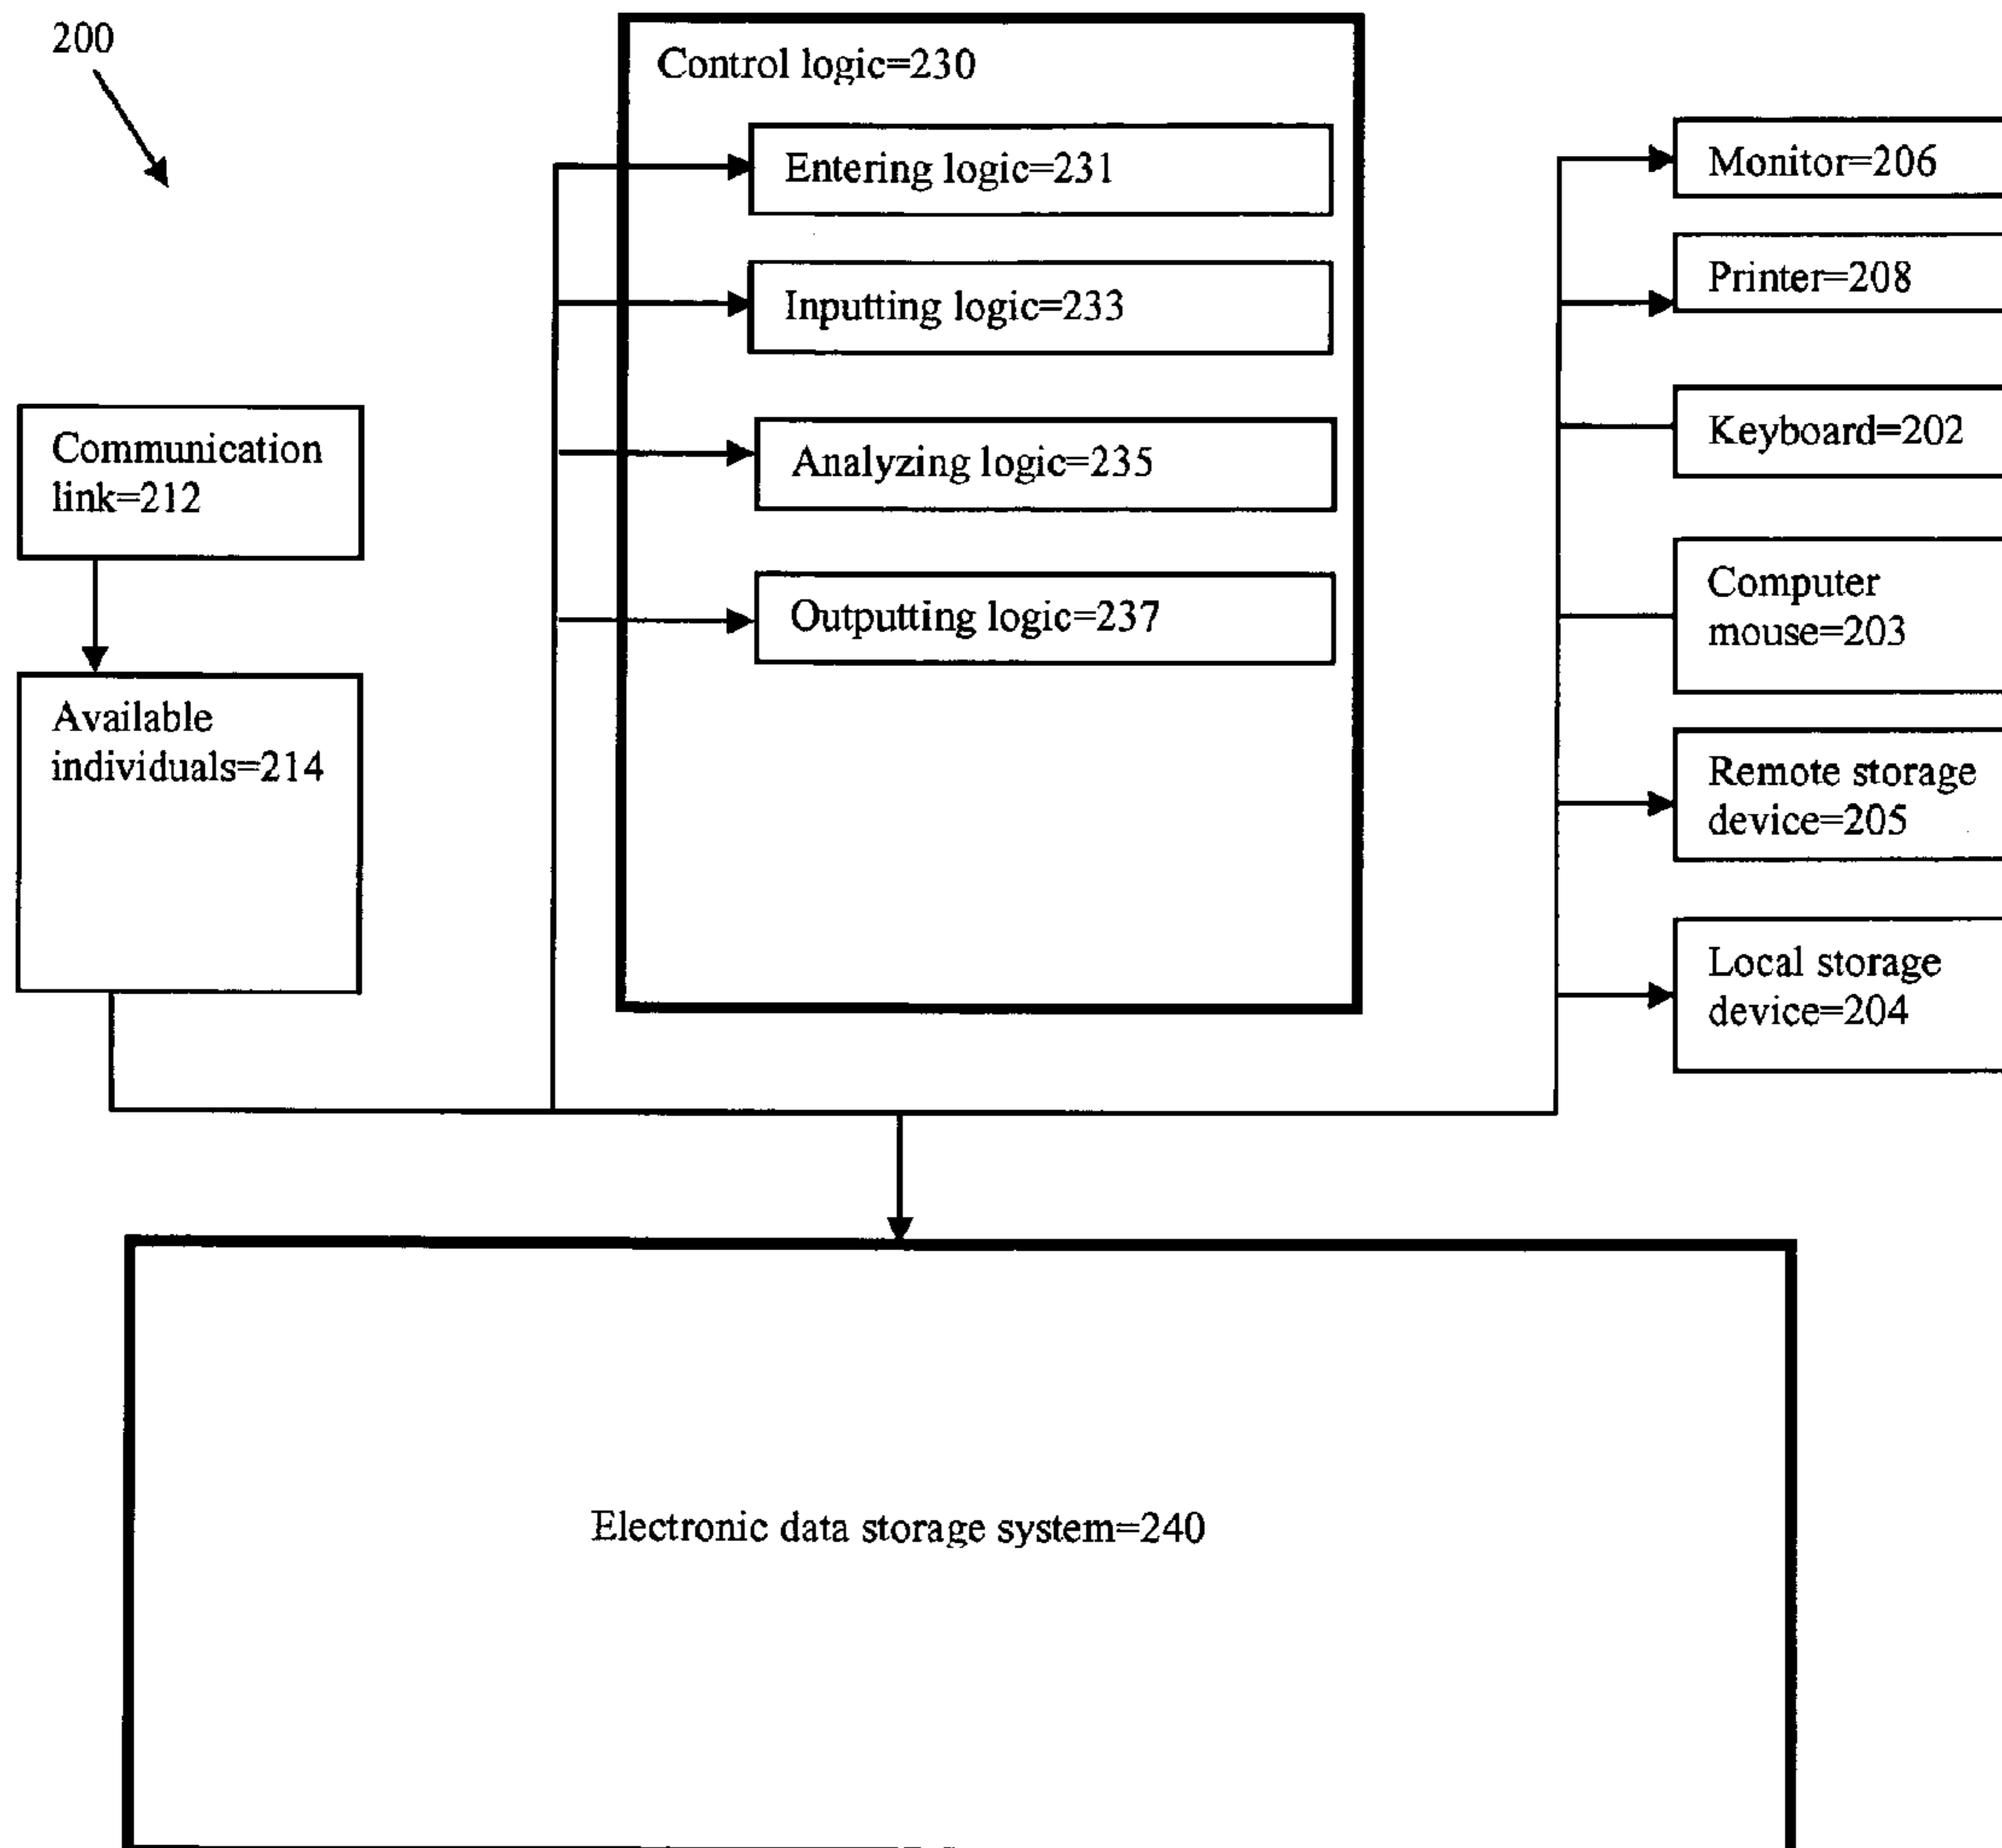 200
Control logic=230
Entering logic=231
Inputting logic=233
Analyzing logic=235
Outputting logic=237
Communication
link=212
Available
individuals=214
Monitor=206
Printer=208
Keyboard=202
Computer
mouse=203
Remote storage
device=205
Local storage
device=204
Electronic data storage system=240